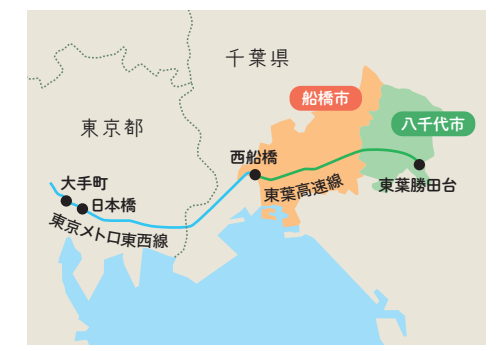 千葉県
船橋市
八千代市
東京都
西船橋
大手町
東葉高速線
東葉勝田台
日本橋
東京メトロ東西線